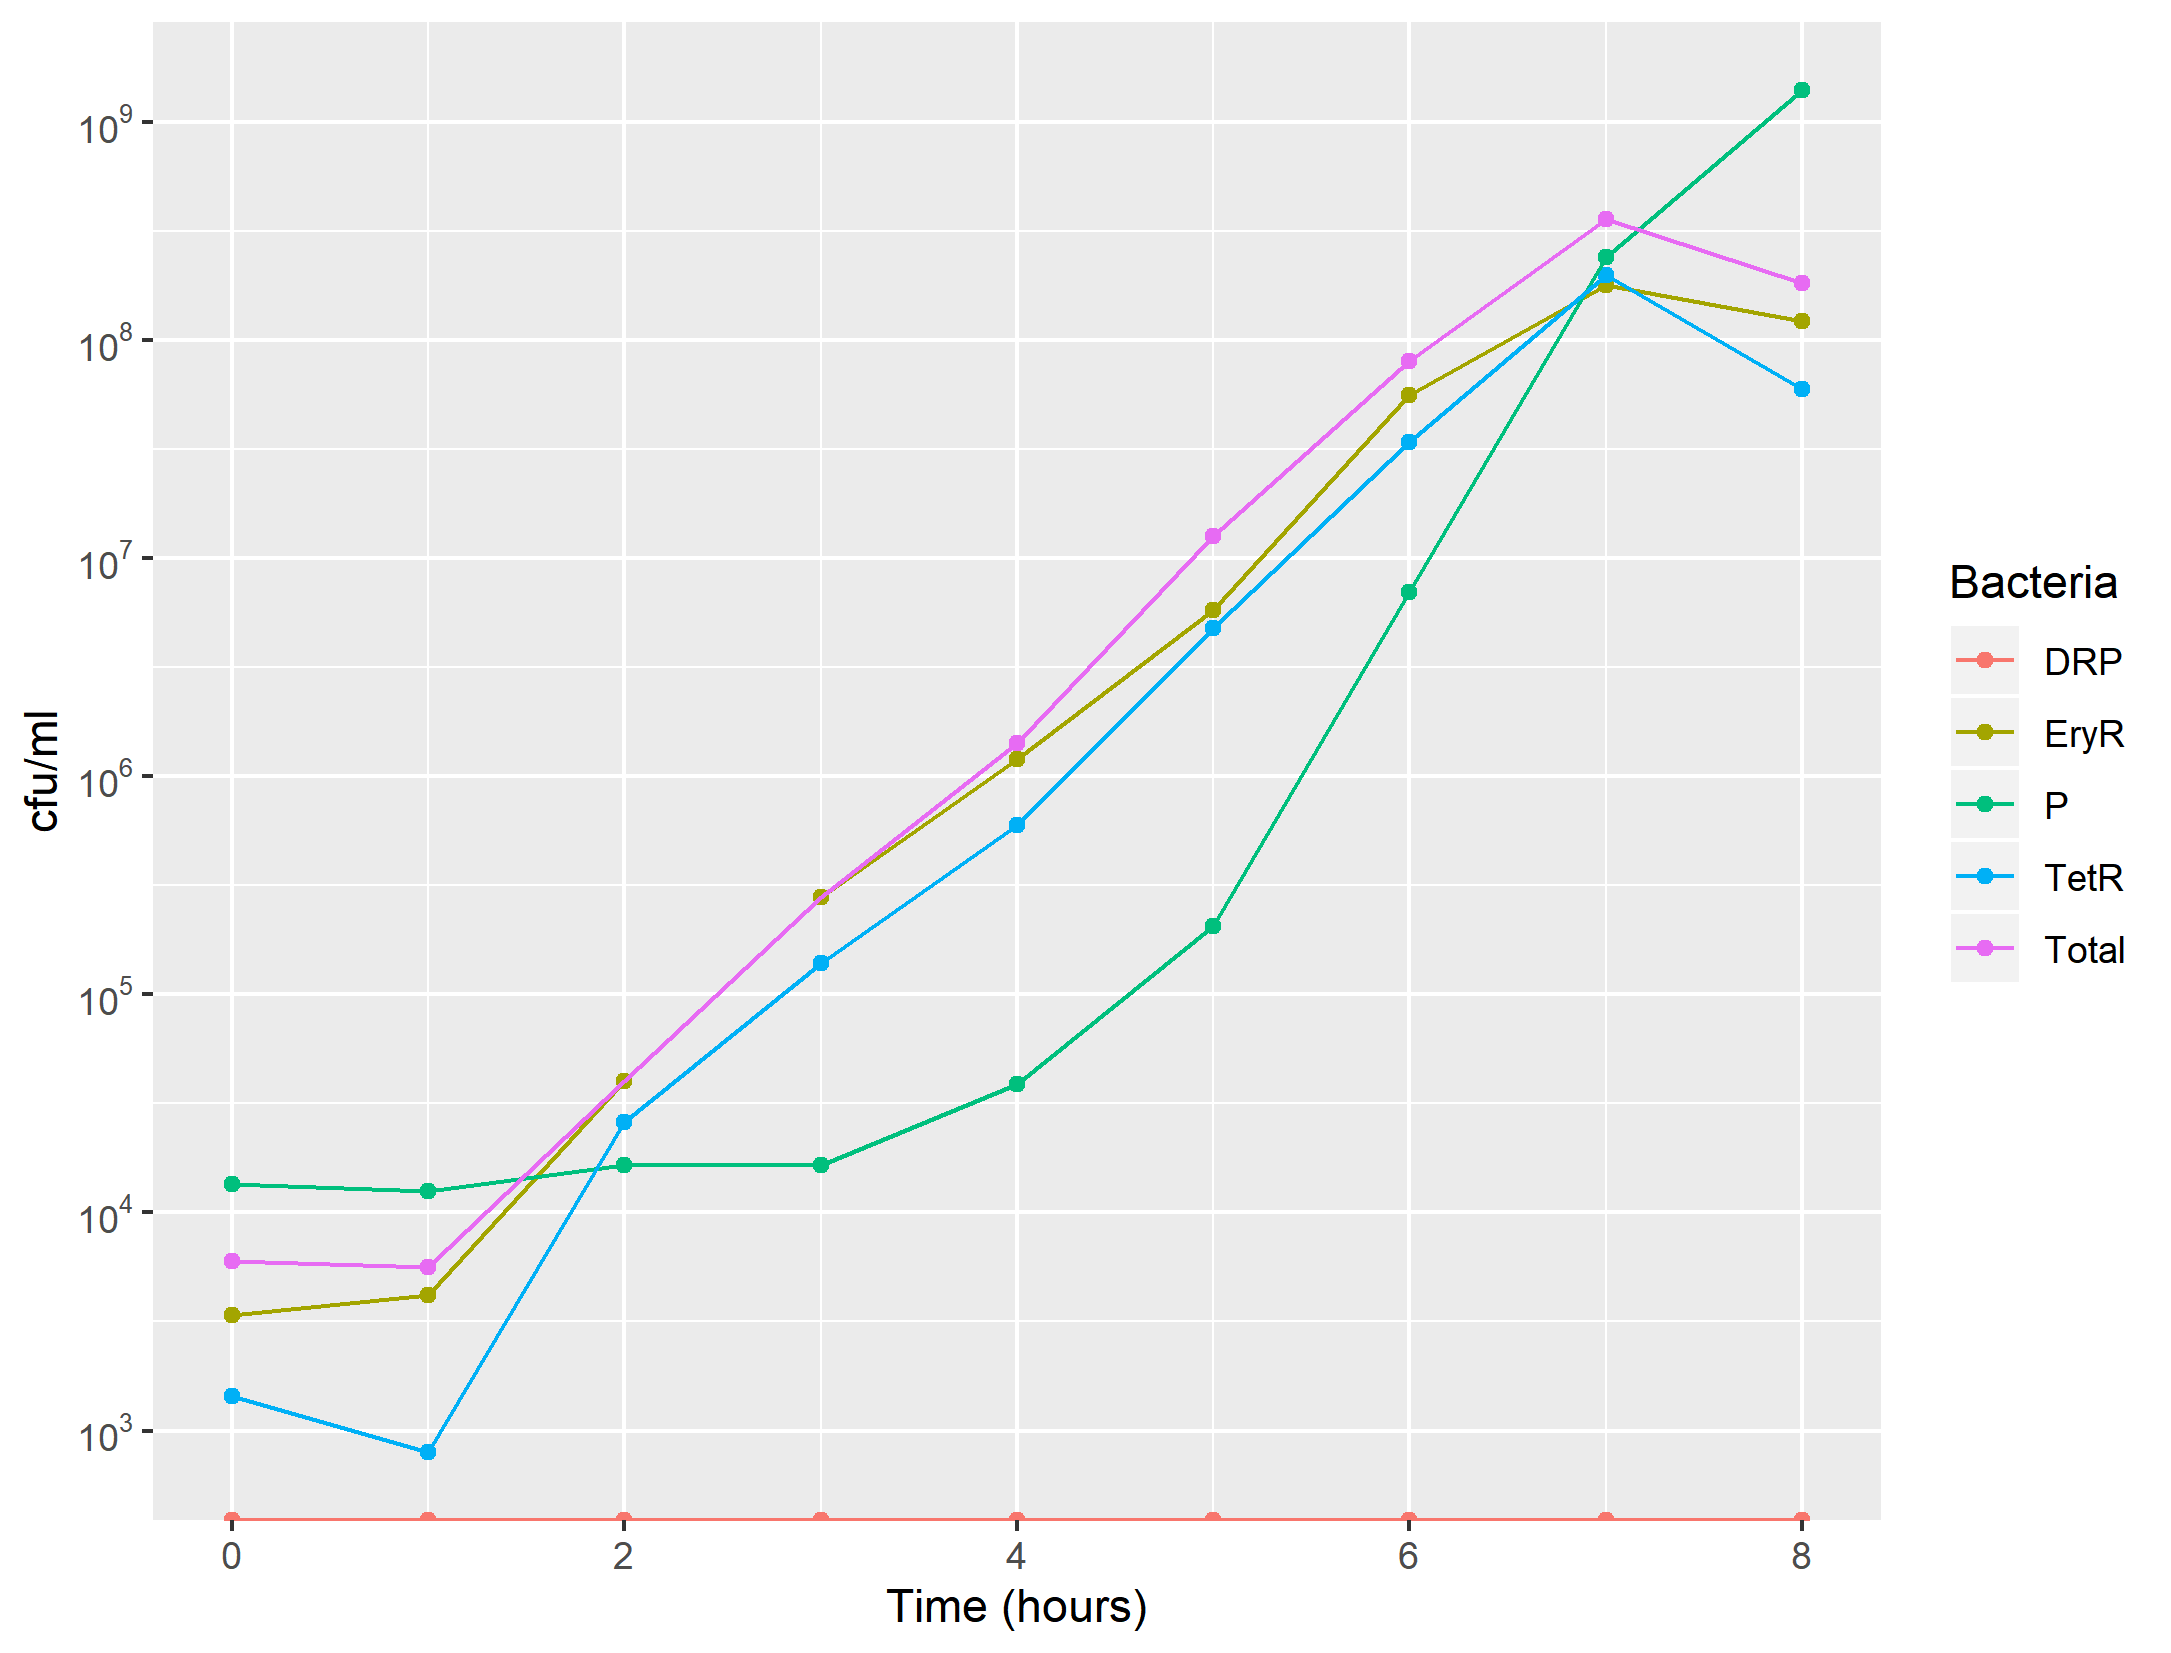 10⁹
10⁸
10⁷
10⁶
10⁵
10⁴
10³
cfu/ml
0 2 4 6 8
Time (hours)
Bacteria
DRP
EryR
P
TetR
Total